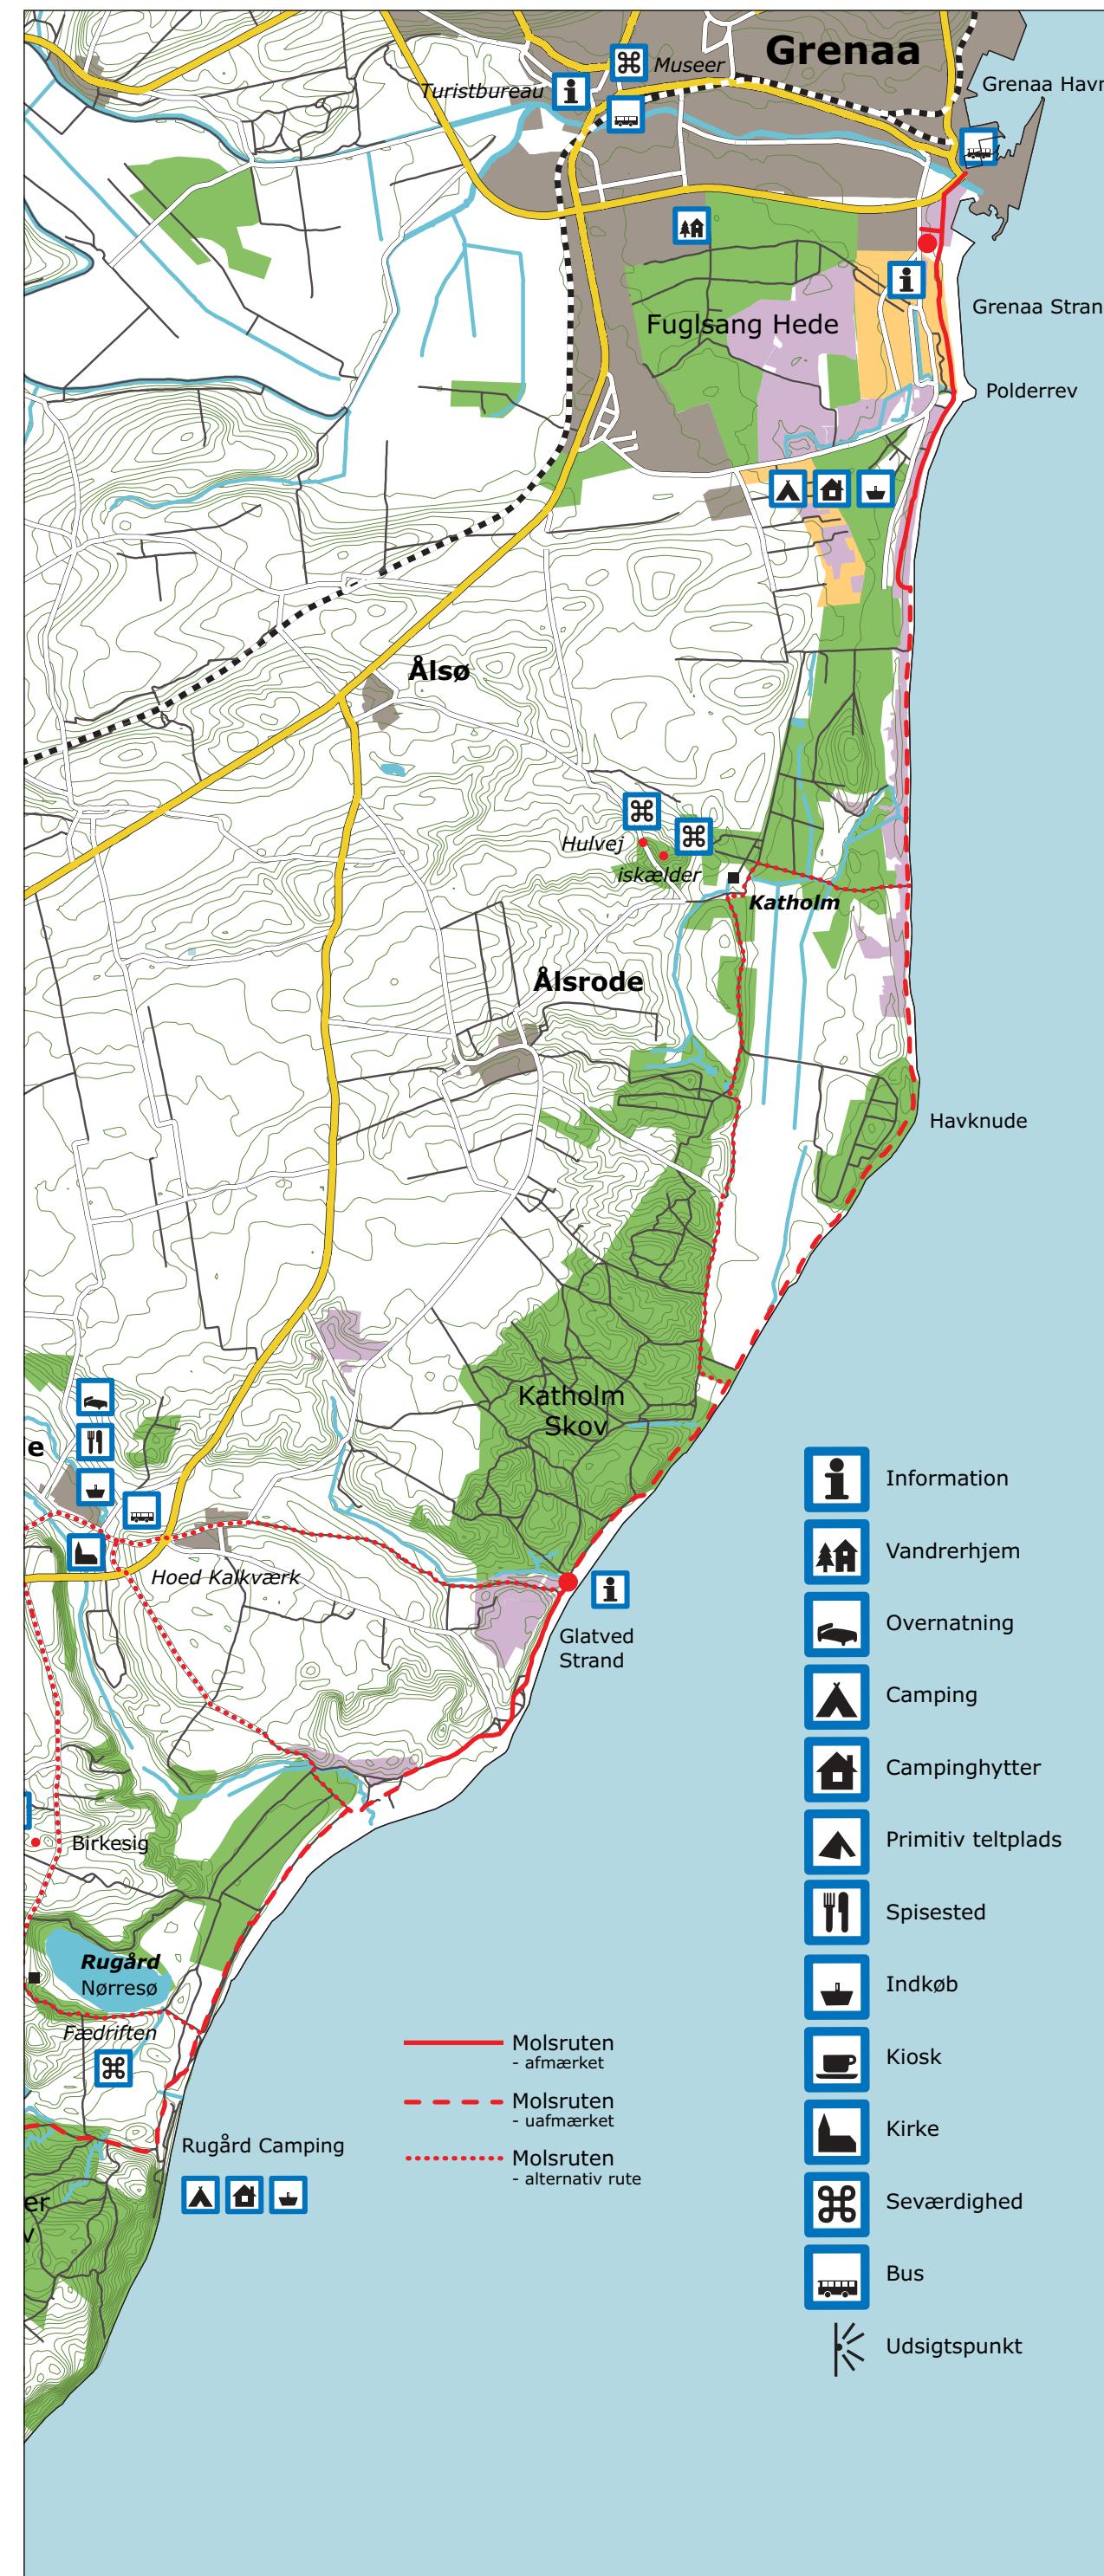 Grenaa
Museer
Grenaa Havn
Turistbureau
Grenaa Stran
Fuglsang Hede
Polderrev
Ålsø
Hulvej
iskælder
Katholm
Ålsrode
Havknude
Katholm
Skov
e
Hoed Kalkværk
Glatved
Strand
Birkesig
Rugård
Nørresø
Fædriften
Rugård Camping
er
v
Molsruten
- afmærket
Molsruten
- uafmærket
Molsruten
- alternativ rute
Information
Vandrerhjem
Overnatning
Camping
Campinghytter
Primitiv teltplads
Spisested
Indkøb
Kiosk
Kirke
Seværdighed
Bus
Udsigtspunkt